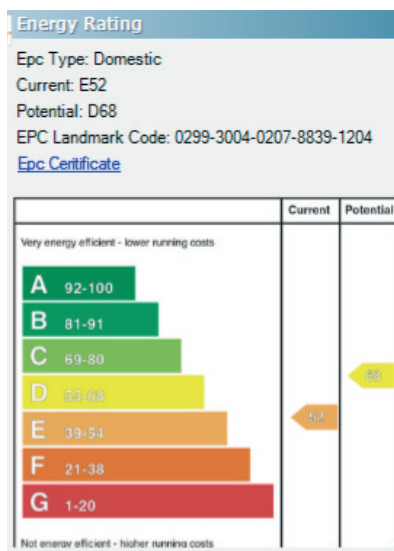 Energy Rating
Epc Type: Domestic
Current: E52
Potential: D68
EPC Landmark Code: 0299-3004-0207-8839-1204
Epc Ceritificate
Current Potential
Very energy efficient - lower running costs
A 92-100
B 81-91
C 69-80
D 55-68
68
E 39-54
52
F 21-38
G 1-20
Not energy efficient - higher running costs